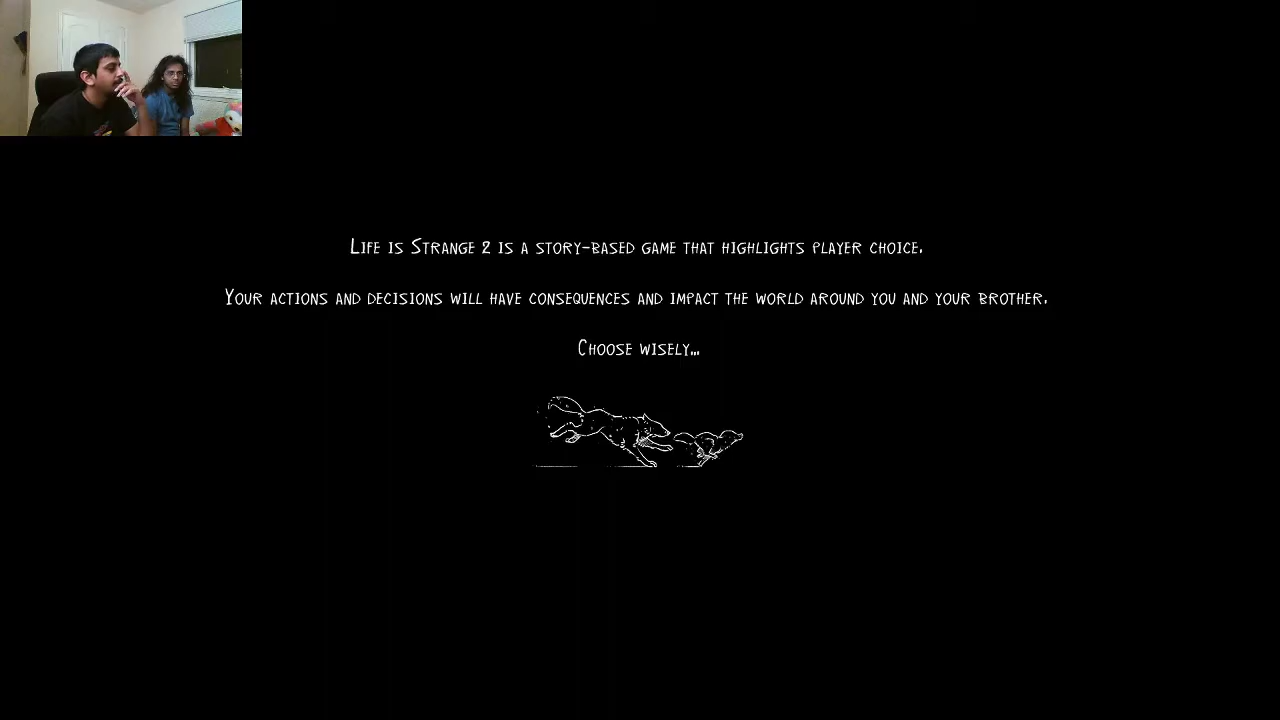 Life is Strange 2 is a story-based game that highlights player choice.
Your actions and decisions will have consequences and impact the world around you and your brother.
Choose wisely...